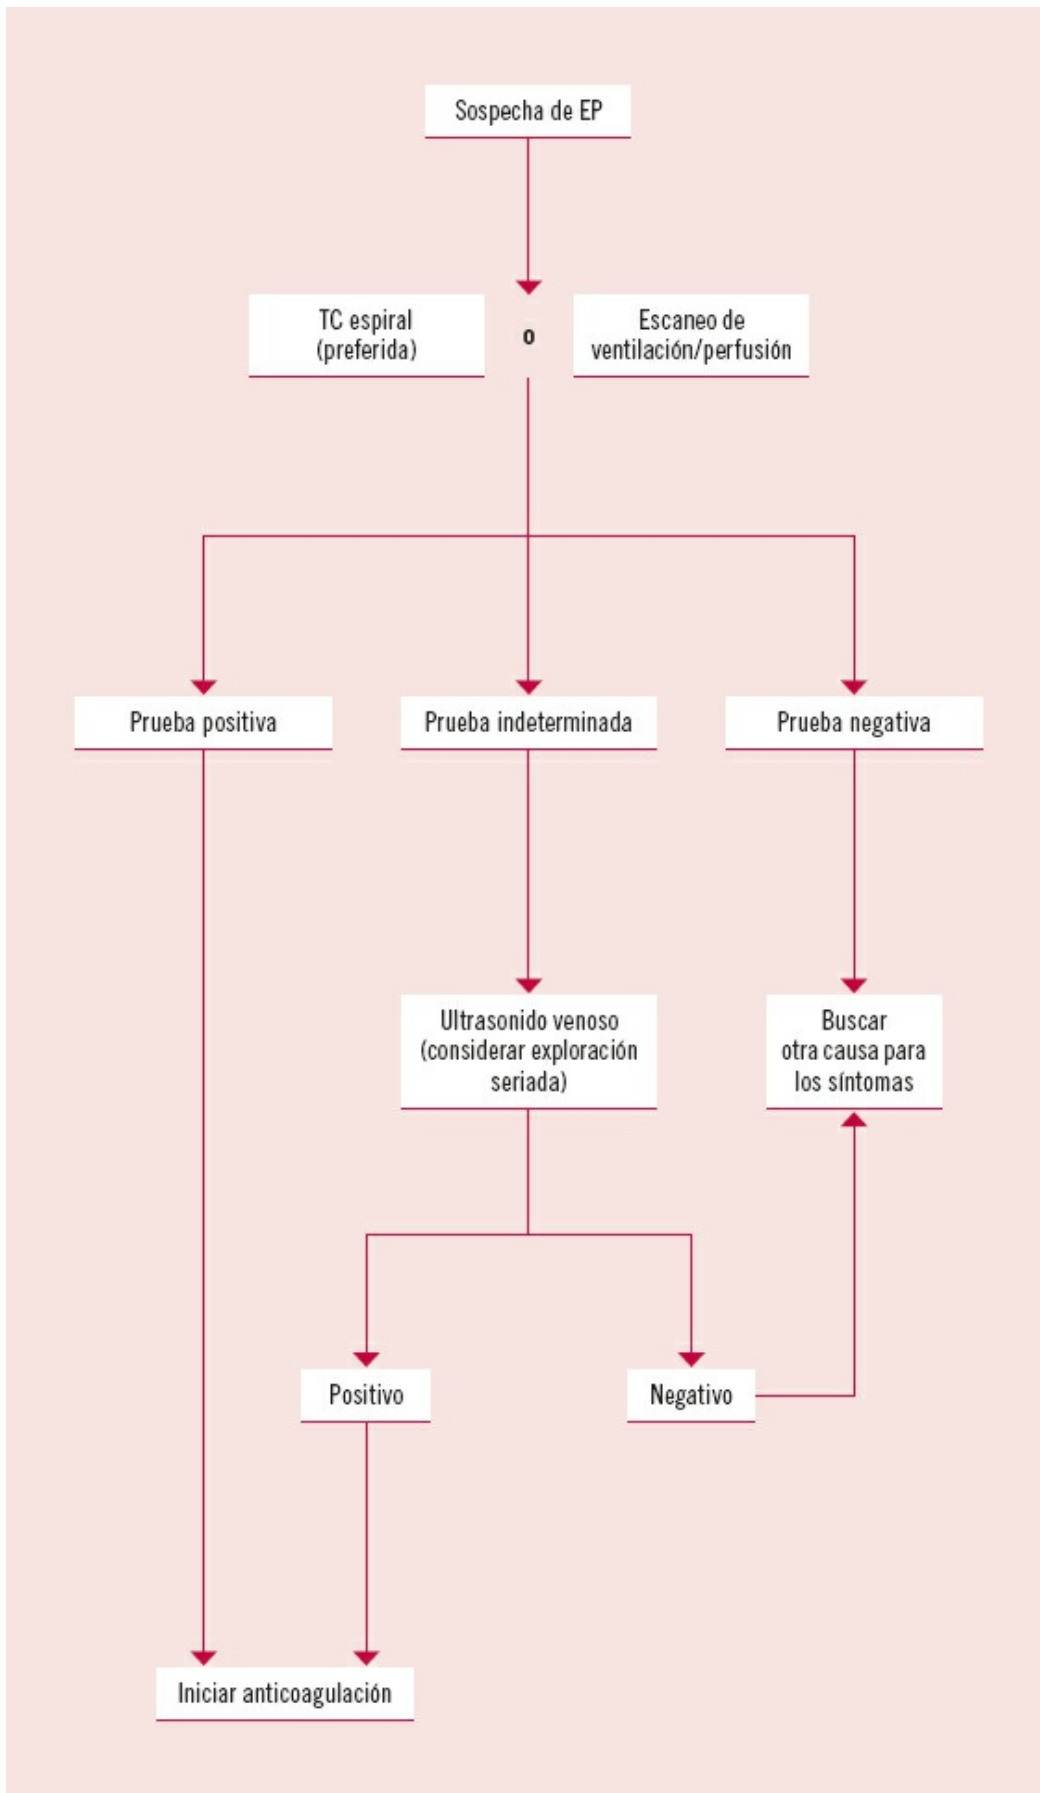 Sospecha de EP
TC espiral
(preferida)
o
Escaneo de
ventilación/perfusión
Prueba positiva
Prueba indeterminada
Prueba negativa
Ultrasonido venoso
(considerar exploración
seriada)
Buscar
otra causa para
los síntomas
Positivo
Negativo
Iniciar anticoagulación